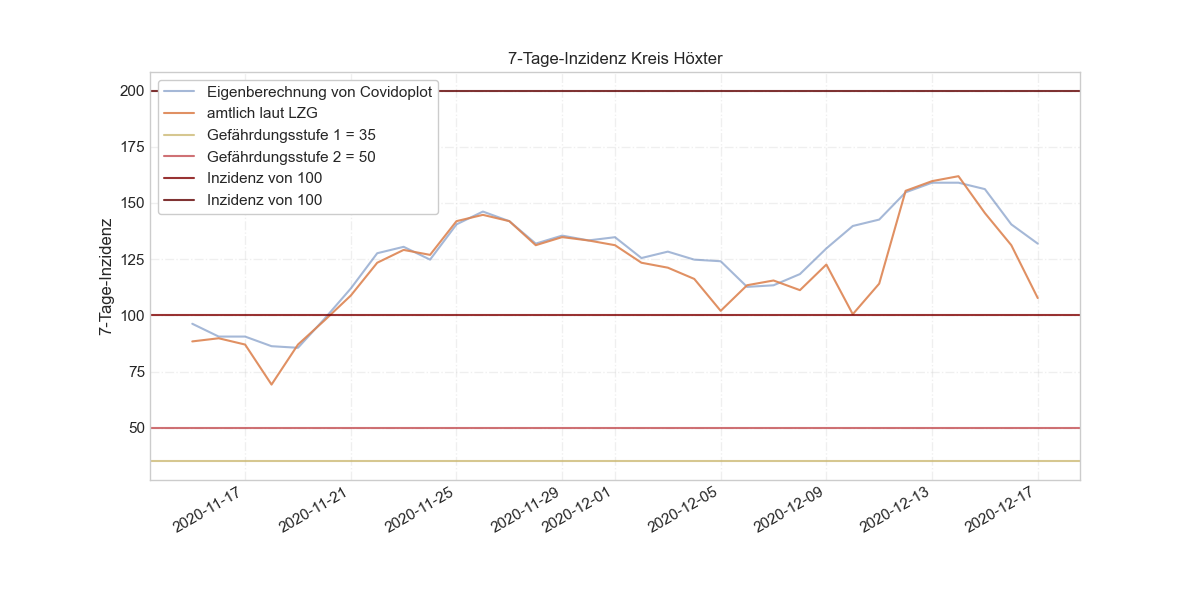 7-Tage-Inzidenz Kreis Höxter
Eigenberechnung von Covidoplot
amtlich laut LZG
Gefährdungsstufe 1 = 35
Gefährdungsstufe 2 = 50
Inzidenz von 100
Inzidenz von 100
7-Tage-Inzidenz
200
175
150
125
100
75
50
2020-11-17
2020-11-21
2020-11-25
2020-11-29
2020-12-01
2020-12-05
2020-12-09
2020-12-13
2020-12-17